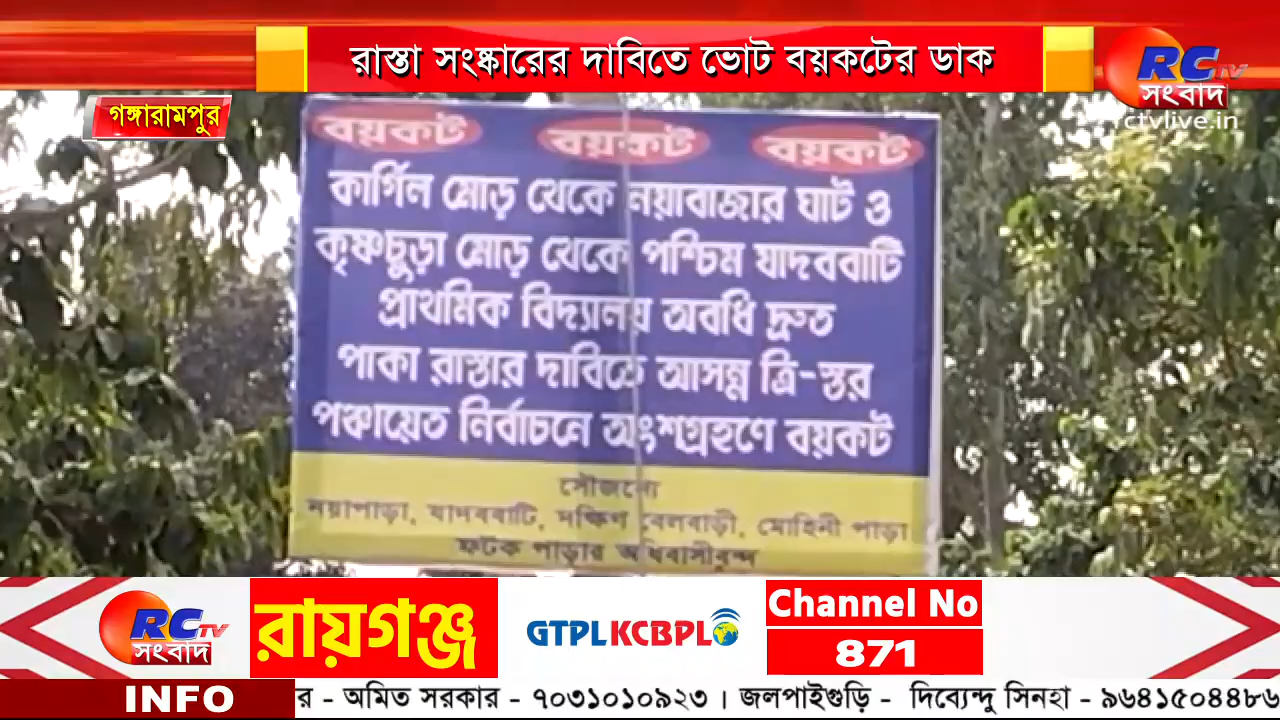 রাস্তা সংষ্কারের দাবিতে ভোট বয়কটের ডাক
RCTV
সংবাদ
rctvlive.in
গঙ্গারামপুর
বয়কট বয়কট বয়কট
কার্গিল মোড় থেকে নয়াবাজার ঘাট ও
কৃষ্ণচুড়া মোড় থেকে পশ্চিম যাদববাটি
প্রাথমিক বিদ্যালয় অবধি দ্রুত
পাকা রাস্তার দাবিতে আসন্ন ত্রি-স্তর
পঞ্চায়েত নির্বাচনে অংশগ্রহণে বয়কট
সৌজন্যে
নয়াপাড়া, যাদববাটি, দক্ষিণ বেলবাড়ী, মোহিনী পাড়া
ফটক পাড়ার অধিবাসীবৃন্দ
RCTV
সংবাদ
রায়গঞ্জ
GTPL KCBPL
Channel No
871
INFO
র - অমিত সরকার - ৭০৩১০১০৯২৩ । জলপাইগুড়ি - দিব্যেন্দু সিনহা - ৯৬৪১৫০৪৪৮৬